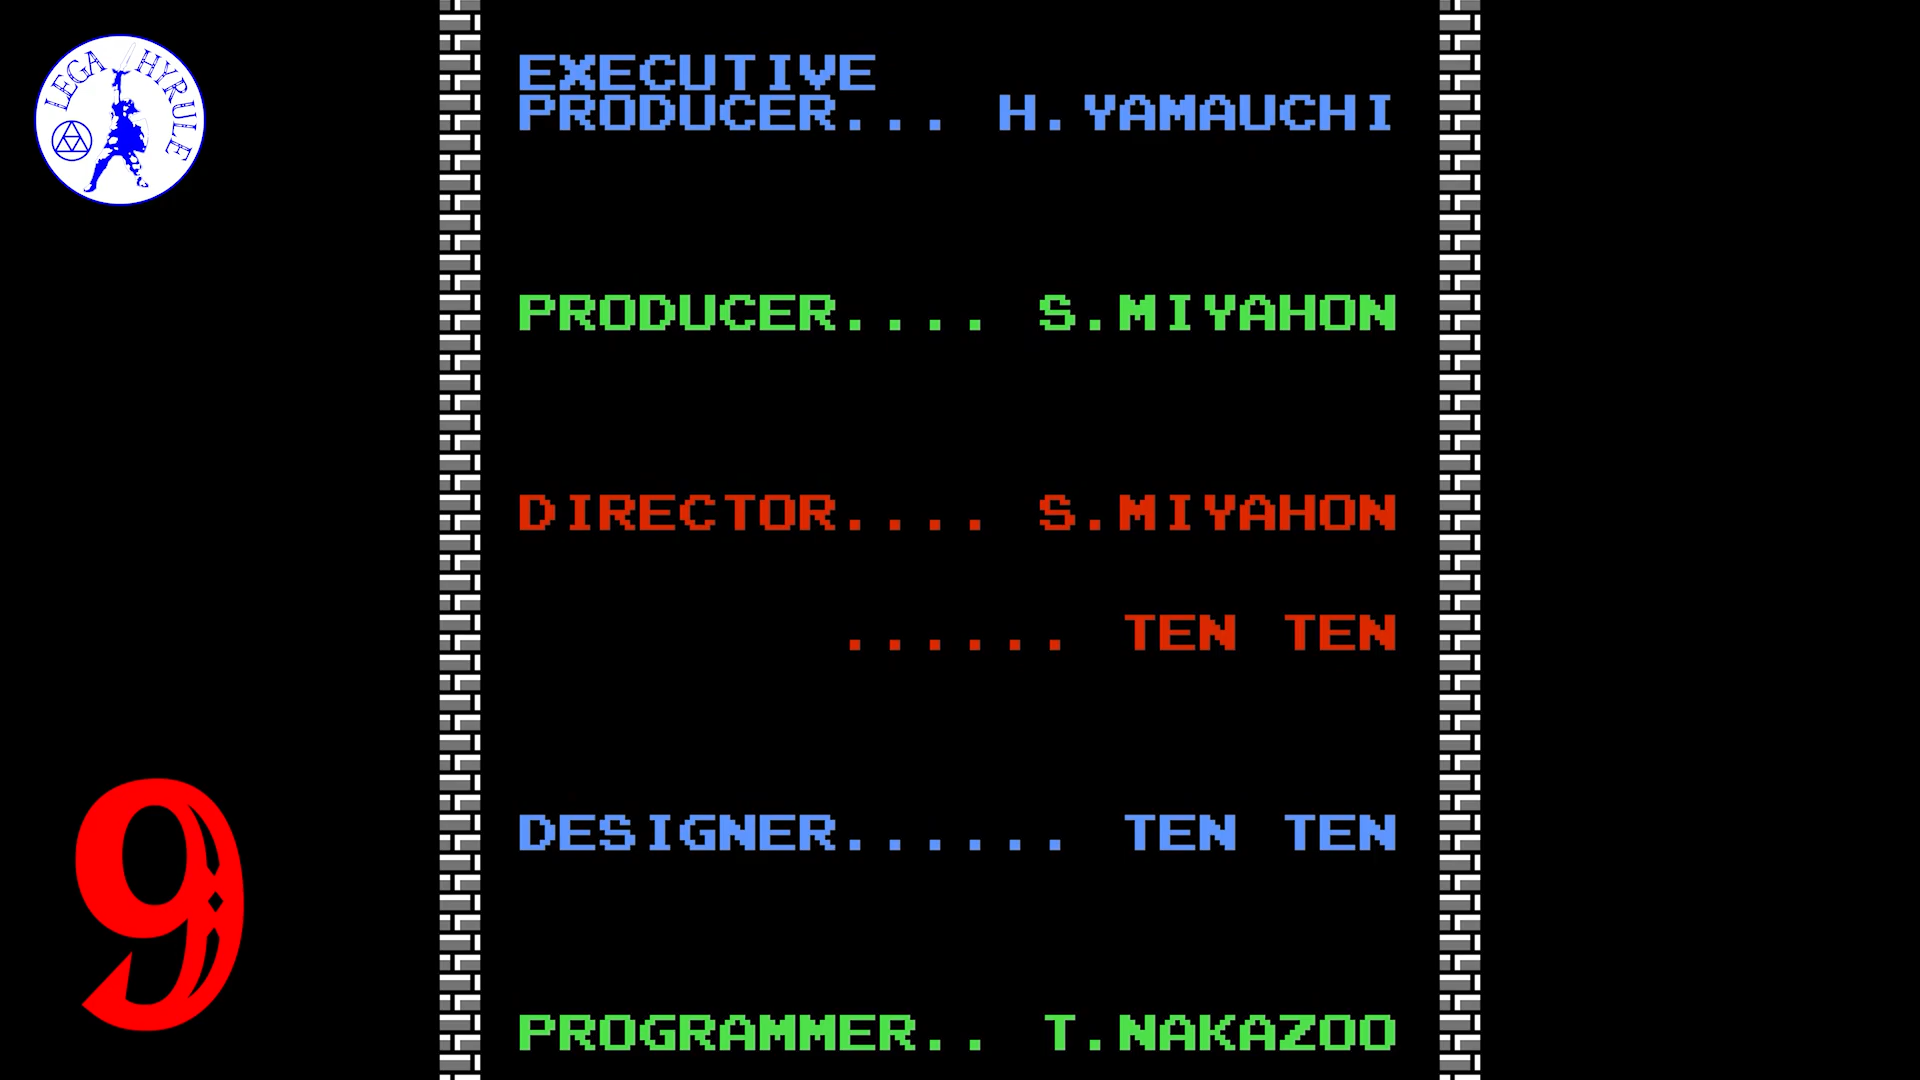 LEGA HYRULE
EXECUTIVE
PRODUCER... H.YAMAUCHI
PRODUCER.... S.MIYAHON
DIRECTOR.... S.MIYAHON
...... TEN TEN
DESIGNER...... TEN TEN
PROGRAMMER.. T.NAKAZOO
9